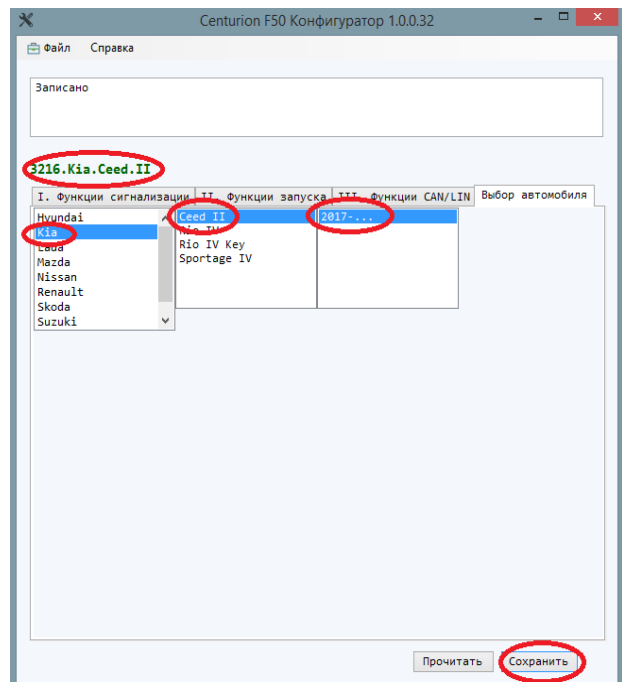 Centurion F50 Конфигуратор 1.0.0.32
Файл Справка
Записано
3216.Kia.Ceed.II
I. Функции сигнализации II. Функции запуска III. Функции CAN/LIN Выбор автомобиля
Hyundai
Kia
Lada
Mazda
Nissan
Renault
Skoda
Suzuki
Ceed II
Rio IV
Rio IV Key
Sportage IV
2017-...
Прочитать Сохранить